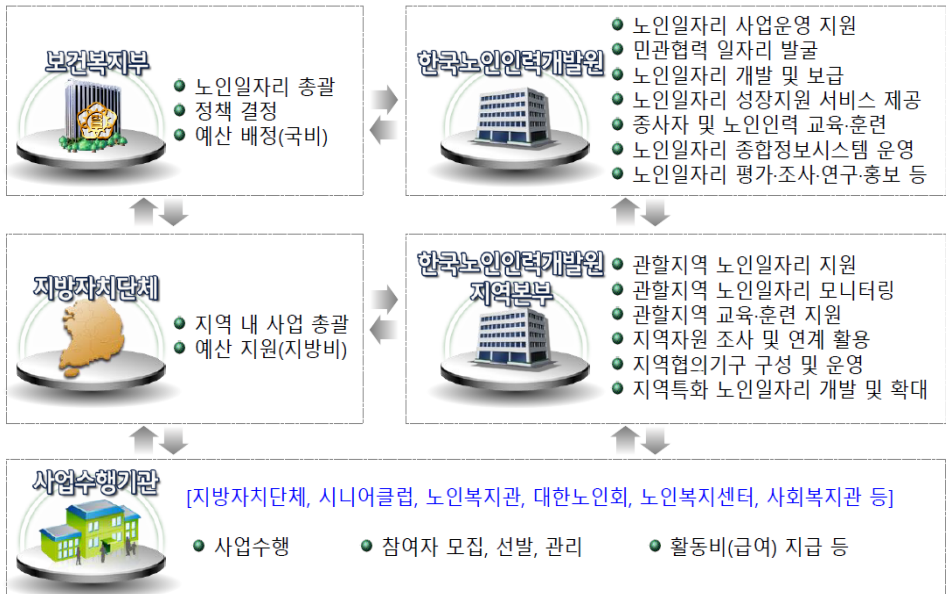 보건복지부
노인일자리 총괄
정책 결정
예산 배정(국비)
한국노인인력개발원
노인일자리 사업운영 지원
민관협력 일자리 발굴
노인일자리 개발 및 보급
노인일자리 성장지원 서비스 제공
종사자 및 노인인력 교육·훈련
노인일자리 종합정보시스템 운영
노인일자리 평가·조사·연구·홍보 등
지방자치단체
지역 내 사업 총괄
예산 지원(지방비)
한국노인인력개발원
지역본부
관할지역 노인일자리 지원
관할지역 노인일자리 모니터링
관할지역 교육·훈련 지원
지역자원 조사 및 연계 활용
지역협의기구 구성 및 운영
지역특화 노인일자리 개발 및 확대
사업수행기관
[지방자치단체, 시니어클럽, 노인복지관, 대한노인회, 노인복지센터, 사회복지관 등]
사업수행
참여자 모집, 선발, 관리
활동비(급여) 지급 등